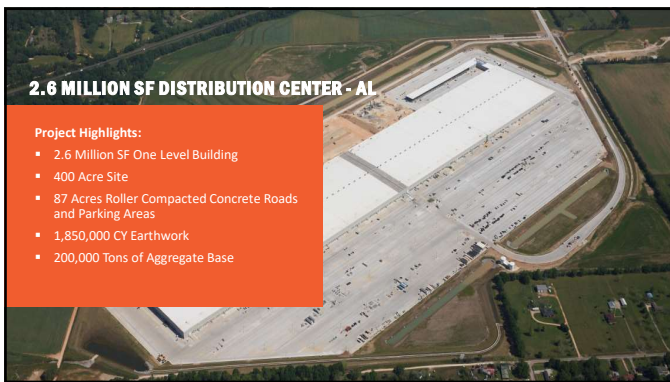 2.6 MILLION SF DISTRIBUTION CENTER - AL
Project Highlights:
▪ 2.6 Million SF One Level Building
▪ 400 Acre Site
▪ 87 Acres Roller Compacted Concrete Roads
and Parking Areas
▪ 1,850,000 CY Earthwork
▪ 200,000 Tons of Aggregate Base